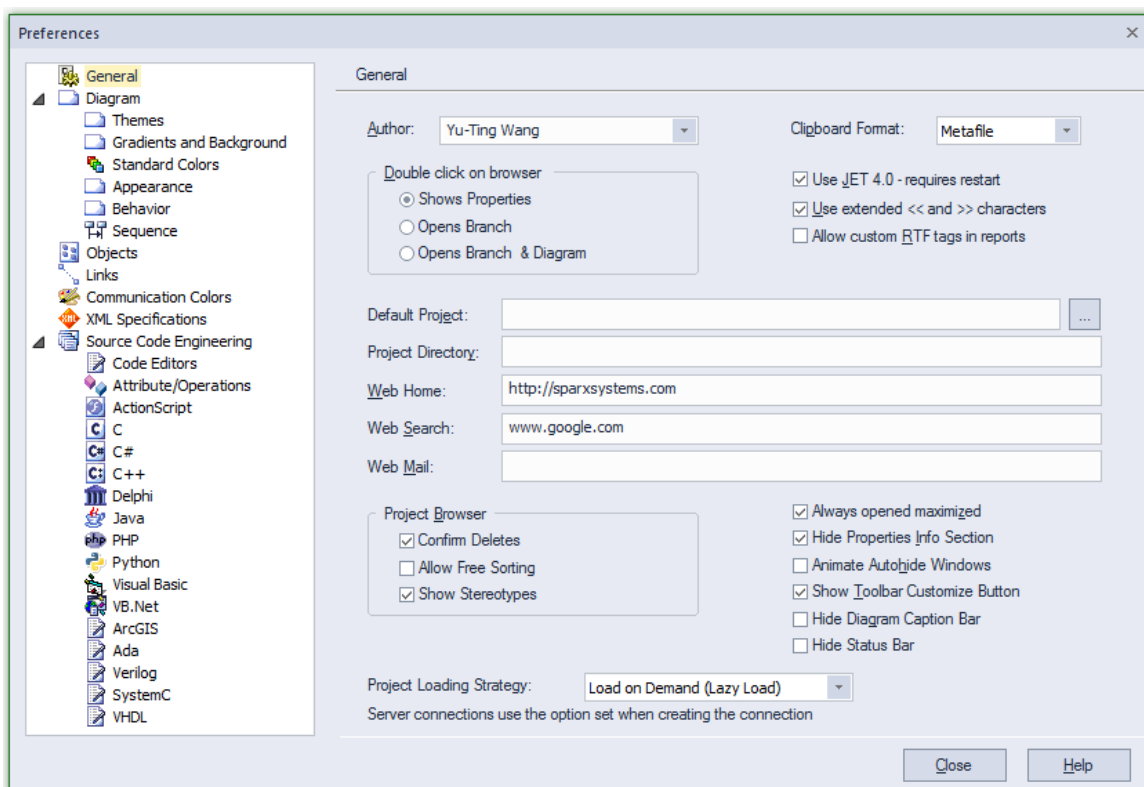 Preferences
General
Diagram
Themes
Gradients and Background
Standard Colors
Appearance
Behavior
Sequence
Objects
Links
Communication Colors
XML Specifications
Source Code Engineering
Code Editors
Attribute/Operations
ActionScript
C
C#
C++
Delphi
Java
PHP
Python
Visual Basic
VB.Net
ArcGIS
Ada
Verilog
SystemC
VHDL
General
Author: Yu-Ting Wang
Clipboard Format: Metafile
Double click on browser
Shows Properties
Opens Branch
Opens Branch & Diagram
Use JET 4.0 - requires restart
Use extended << and >> characters
Allow custom RTF tags in reports
Default Project: ...
Project Directory:
Web Home: http://sparxsystems.com
Web Search: www.google.com
Web Mail:
Project Browser
Confirm Deletes
Allow Free Sorting
Show Stereotypes
Always opened maximized
Hide Properties Info Section
Animate Autohide Windows
Show Toolbar Customize Button
Hide Diagram Caption Bar
Hide Status Bar
Project Loading Strategy: Load on Demand (Lazy Load)
Server connections use the option set when creating the connection
Close Help